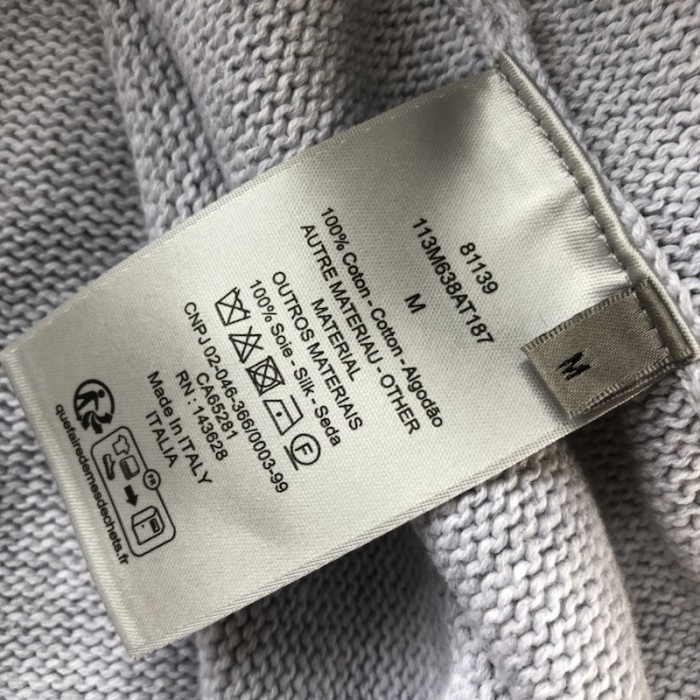 81139
113M638AT187
M
M
100% Coton - Cotton - Algodão
AUTRE MATERIAU - OTHER
MATERIAL
OUTROS MATERIAIS
100% Soie - Silk - Seda
F
CNPJ 02-046-366/0003-99
CA65281
RN : 143628
Made In ITALY
ITALIA
FR
quefairedemesdechets.fr